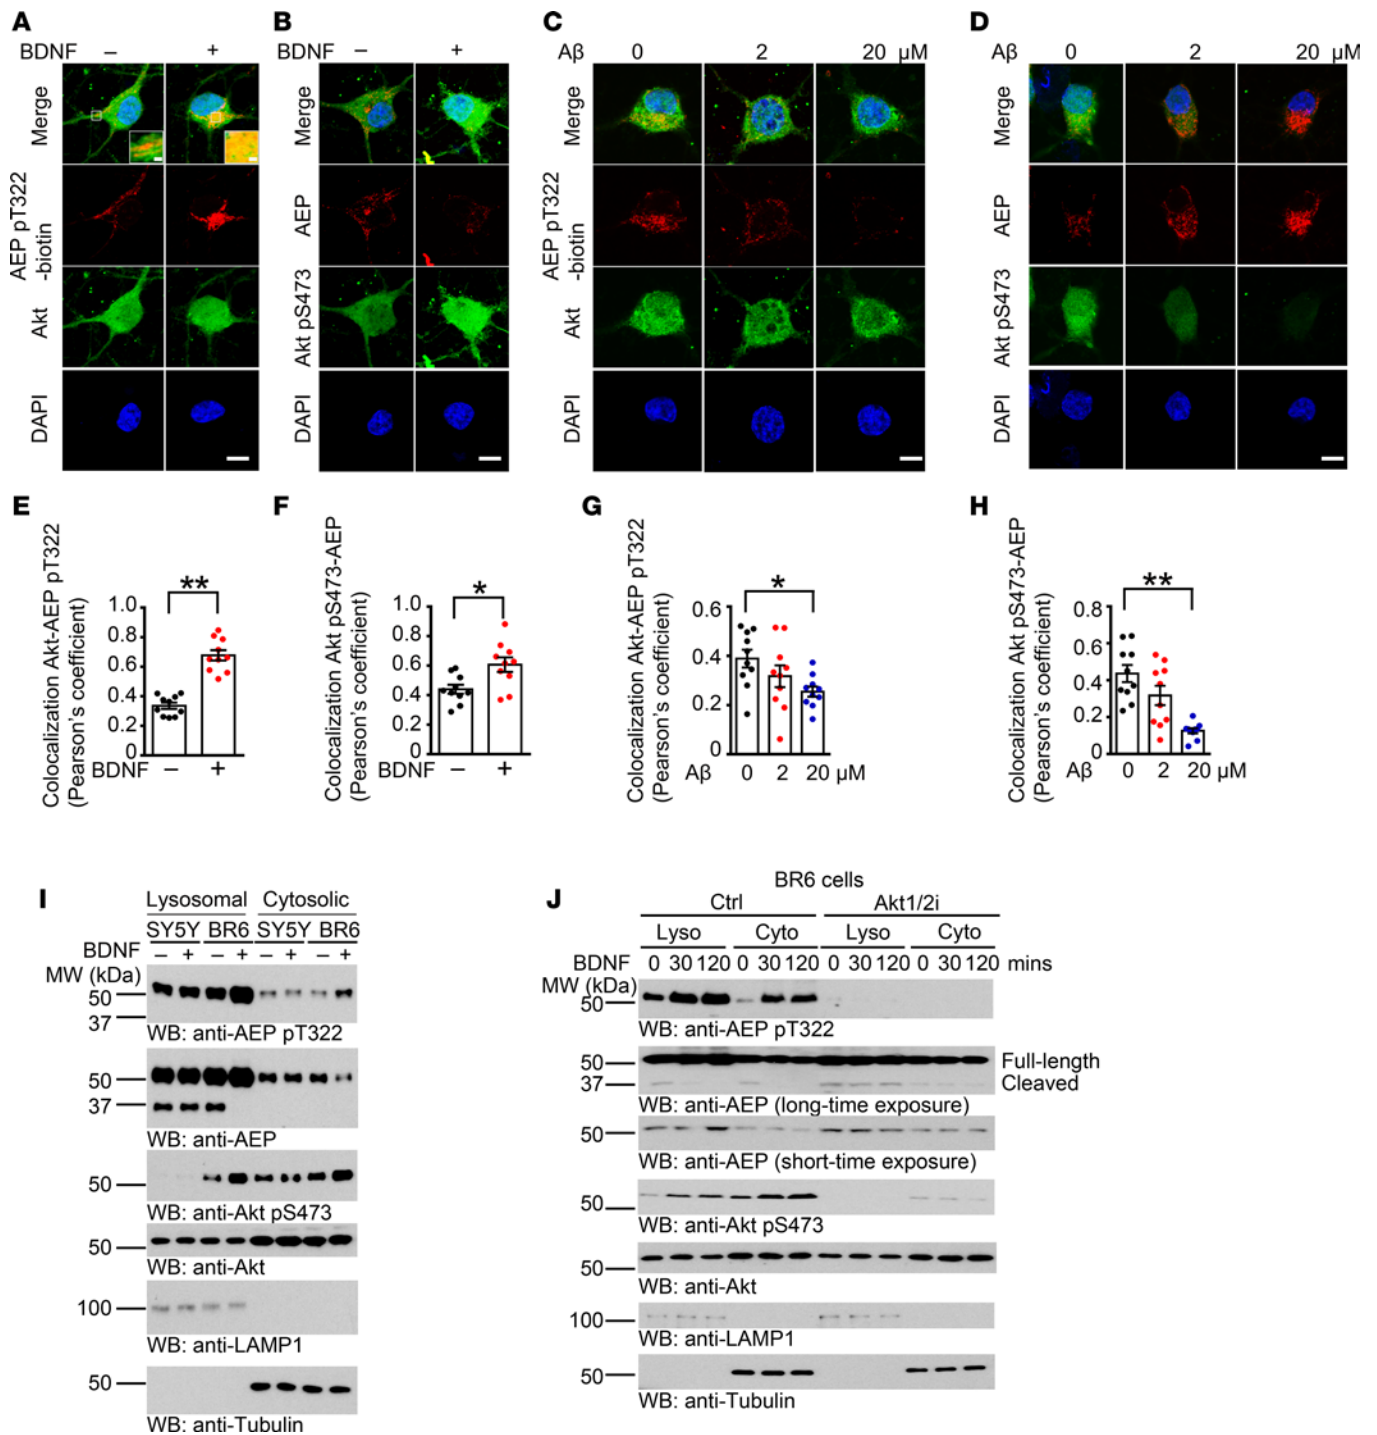 A
BDNF – +
Merge
AEP pT322
-biotin
Akt
DAPI
B
BDNF – +
Merge
AEP
Akt pS473
DAPI
C
Aβ 0 2 20 μM
Merge
AEP pT322
-biotin
Akt
DAPI
D
Aβ 0 2 20 μM
Merge
AEP
Akt pS473
DAPI
E
Colocalization Akt-AEP pT322
(Pearson's coefficient)
**
1.0
0.8
0.6
0.4
0.2
0
BDNF – +
F
Colocalization Akt pS473-AEP
(Pearson's coefficient)
*
1.0
0.8
0.6
0.4
0.2
0
BDNF – +
G
Colocalization Akt-AEP pT322
(Pearson's coefficient)
*
0.6
0.4
0.2
0
Aβ 0 2 20 μM
H
Colocalization Akt pS473-AEP
(Pearson's coefficient)
**
0.8
0.6
0.4
0.2
0
Aβ 0 2 20 μM
I
Lysosomal Cytosolic
SY5Y BR6 SY5Y BR6
BDNF – + – + – + – +
MW (kDa)
50
37
WB: anti-AEP pT322
50
37
WB: anti-AEP
50
WB: anti-Akt pS473
50
WB: anti-Akt
100
WB: anti-LAMP1
50
WB: anti-Tubulin
J
BR6 cells
Ctrl Akt1/2i
Lyso Cyto Lyso Cyto
BDNF 0 30 120 0 30 120 0 30 120 0 30 120 mins
MW (kDa)
50
WB: anti-AEP pT322
50 Full-length
37 Cleaved
WB: anti-AEP (long-time exposure)
50
WB: anti-AEP (short-time exposure)
50
WB: anti-Akt pS473
50
WB: anti-Akt
100
WB: anti-LAMP1
50
WB: anti-Tubulin